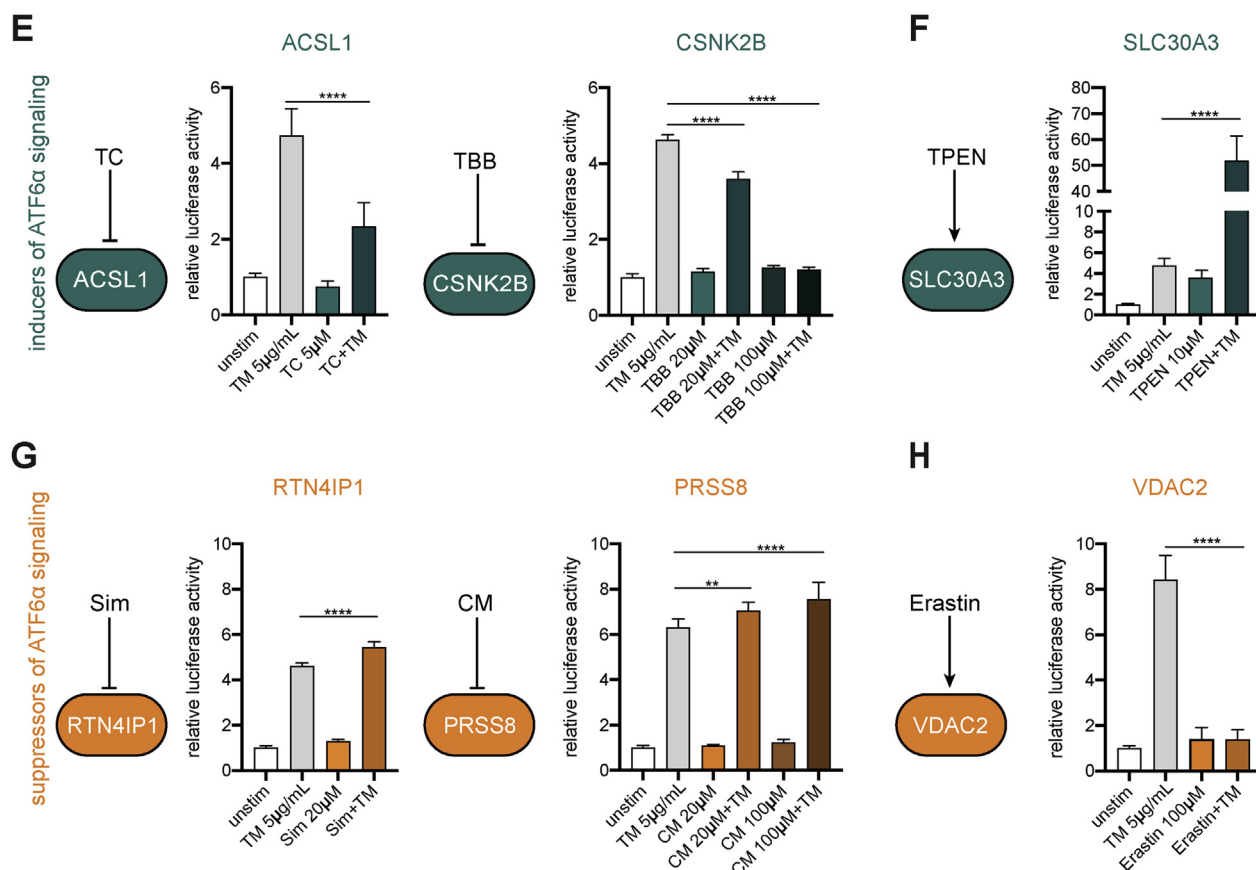 E
inducers of ATF6α signaling
ACSL1
TC
ACSL1
relative luciferase activity
6
4
2
0
****
unstim
TM 5µg/mL
TC 5µM
TC+TM
CSNK2B
TBB
CSNK2B
relative luciferase activity
6
4
2
0
****
****
unstim
TM 5µg/mL
TBB 20µM
TBB 20µM+TM
TBB 100µM
TBB 100µM+TM
F
SLC30A3
TPEN
SLC30A3
relative luciferase activity
80
70
60
50
40
6
4
2
0
****
unstim
TM 5µg/mL
TPEN 10µM
TPEN+TM
G
suppressors of ATF6α signaling
RTN4IP1
Sim
RTN4IP1
relative luciferase activity
10
8
6
4
2
0
****
unstim
TM 5µg/mL
Sim 20µM
Sim+TM
PRSS8
CM
PRSS8
relative luciferase activity
10
8
6
4
2
0
****
**
unstim
TM 5µg/mL
CM 20µM
CM 20µM+TM
CM 100µM
CM 100µM+TM
H
VDAC2
Erastin
VDAC2
relative luciferase activity
10
8
6
4
2
0
****
unstim
TM 5µg/mL
Erastin 100µM
Erastin+TM